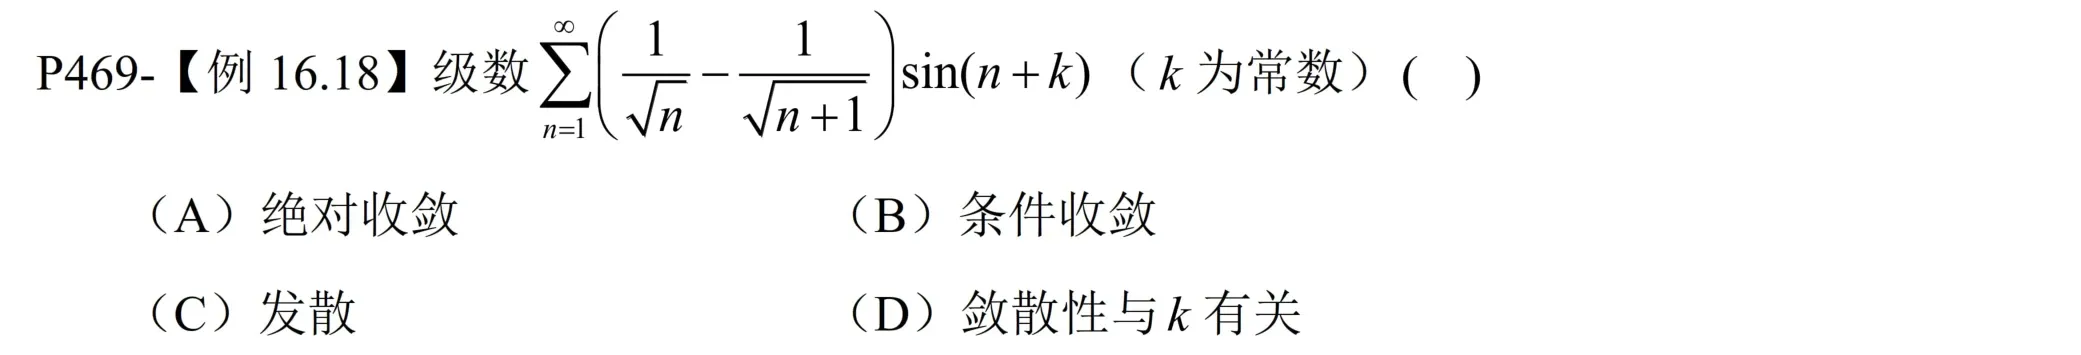 P469-【例 16.18】级数 $\sum_{n=1}^{\infty}\left(\frac{1}{\sqrt{n}}-\frac{1}{\sqrt{n+1}}\right)\sin(n+k)$（k 为常数）(   )
（A）绝对收敛 （B）条件收敛
（C）发散 （D）敛散性与 k 有关